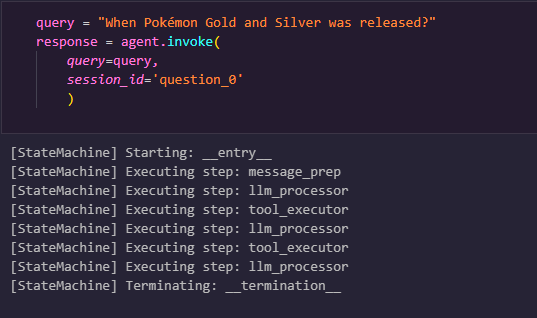 query = "When Pokémon Gold and Silver was released?"
response = agent.invoke(
query=query,
session_id='question_0'
)
[StateMachine] Starting: __entry__
[StateMachine] Executing step: message_prep
[StateMachine] Executing step: llm_processor
[StateMachine] Executing step: tool_executor
[StateMachine] Executing step: llm_processor
[StateMachine] Executing step: tool_executor
[StateMachine] Executing step: llm_processor
[StateMachine] Terminating: __termination__